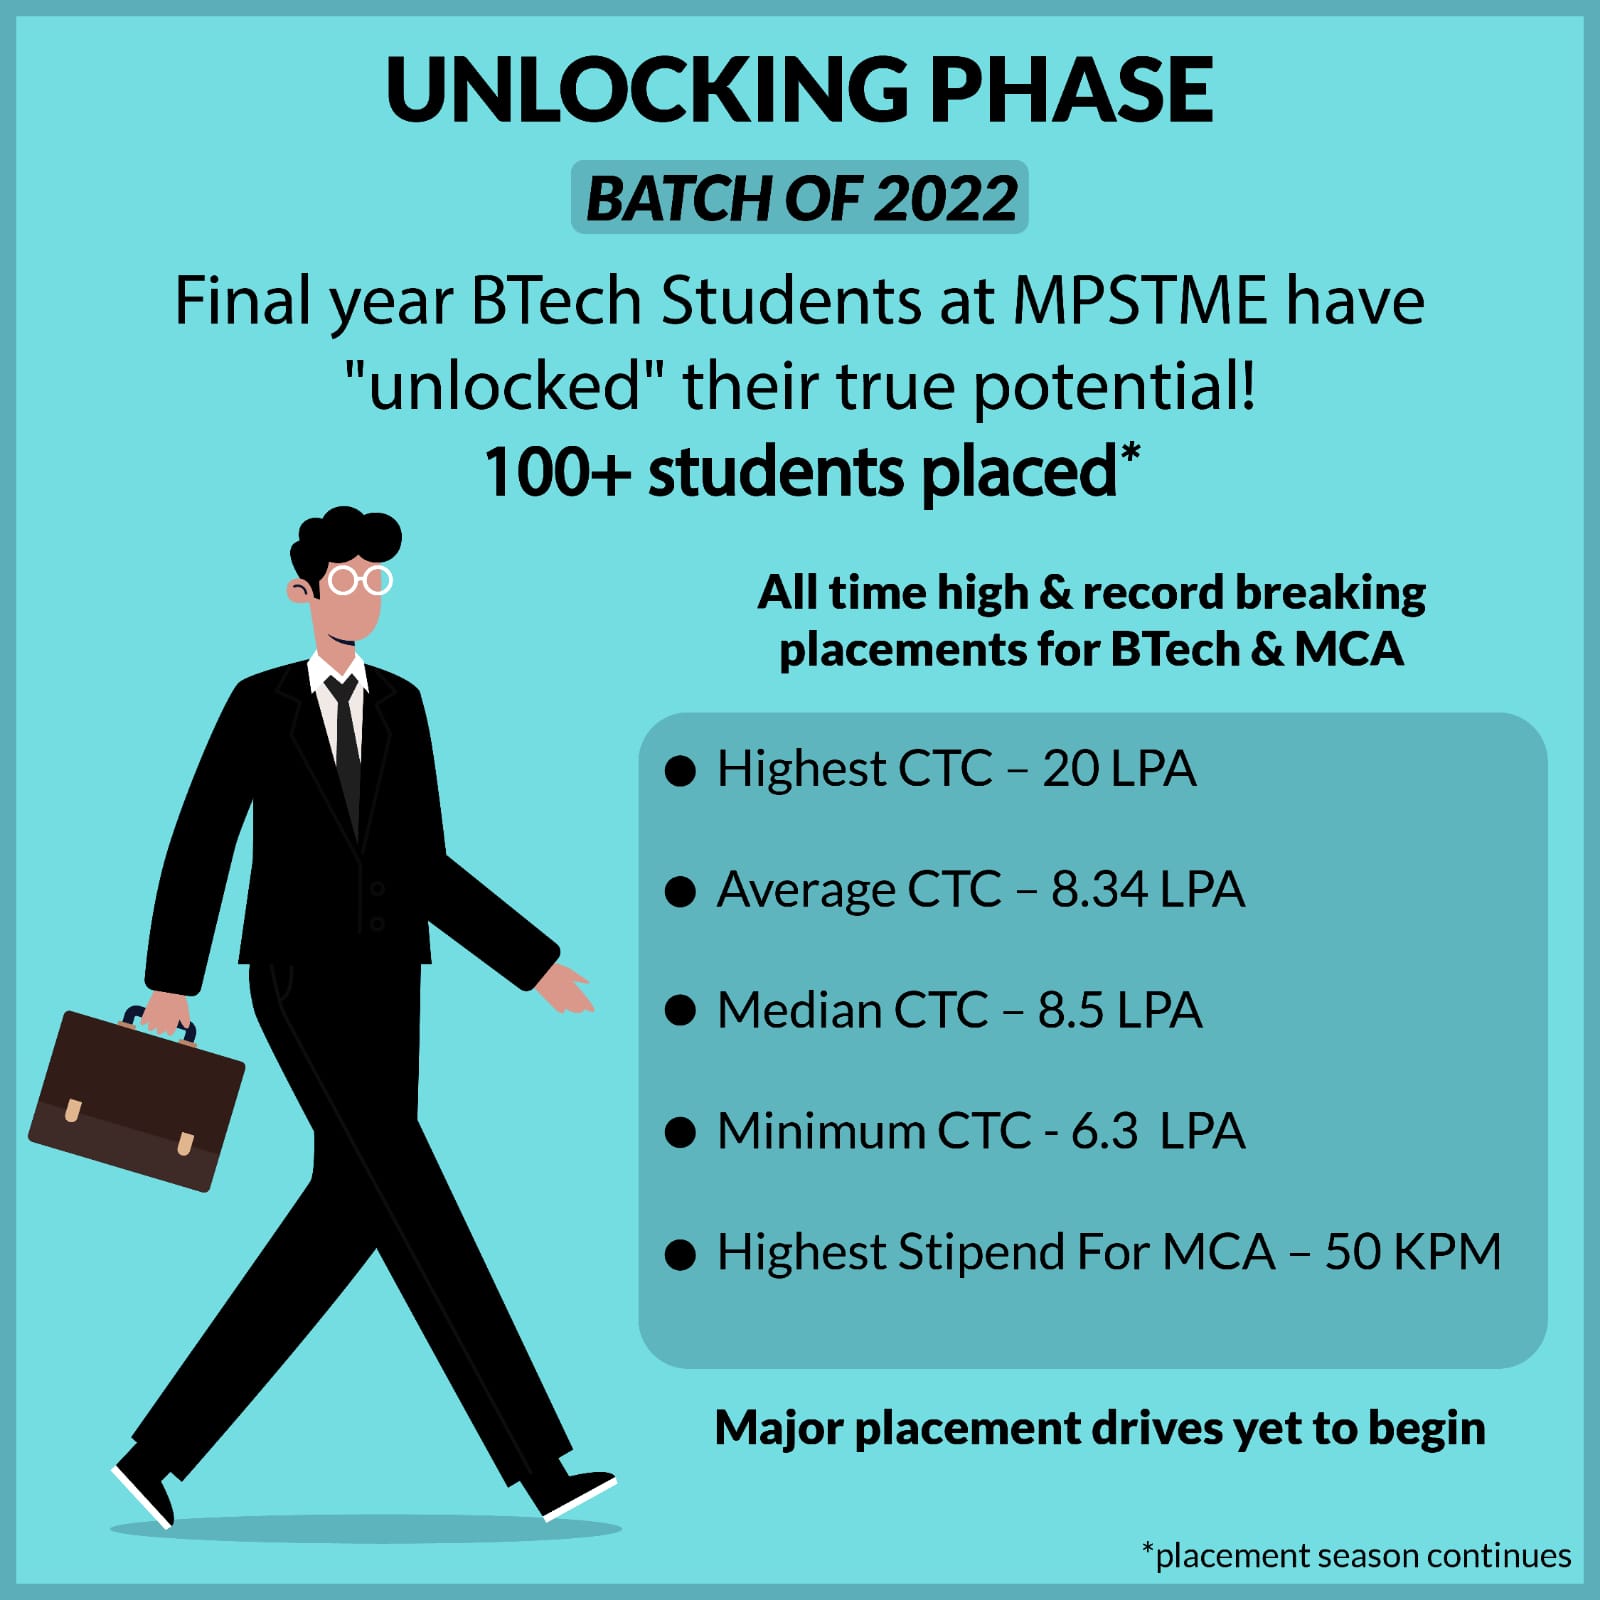 UNLOCKING PHASE
BATCH OF 2022
Final year BTech Students at MPSTME have
"unlocked" their true potential!
100+ students placed*
All time high & record breaking
placements for BTech & MCA
● Highest CTC – 20 LPA
● Average CTC – 8.34 LPA
● Median CTC – 8.5 LPA
● Minimum CTC - 6.3 LPA
● Highest Stipend For MCA – 50 KPM
Major placement drives yet to begin
*placement season continues